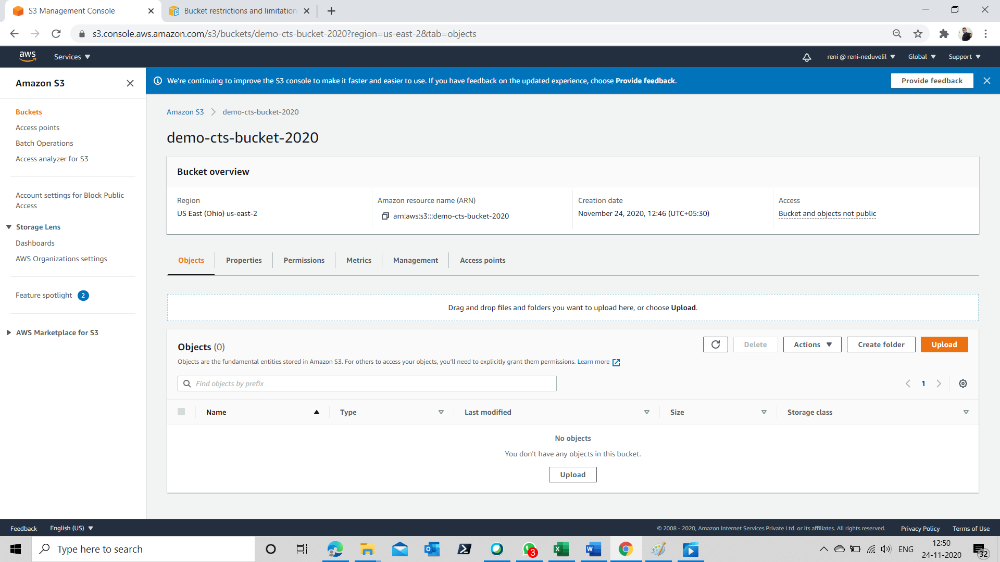 S3 Management Console
Bucket restrictions and limitation
s3.console.aws.amazon.com/s3/buckets/demo-cts-bucket-2020?region=us-east-2&tab=objects
aws
Services
reni @ reni-neduvelil
Global
Support
Amazon S3
We're continuing to improve the S3 console to make it faster and easier to use. If you have feedback on the updated experience, choose Provide feedback.
Provide feedback
Buckets
Access points
Batch Operations
Access analyzer for S3
Account settings for Block Public
Access
Storage Lens
Dashboards
AWS Organizations settings
Feature spotlight 2
AWS Marketplace for S3
Amazon S3
demo-cts-bucket-2020
demo-cts-bucket-2020
Bucket overview
Region
US East (Ohio) us-east-2
Amazon resource name (ARN)
arn:aws:s3:::demo-cts-bucket-2020
Creation date
November 24, 2020, 12:46 (UTC+05:30)
Access
Bucket and objects not public
Objects
Properties
Permissions
Metrics
Management
Access points
Drag and drop files and folders you want to upload here, or choose Upload.
Objects (0)
Delete
Actions
Create folder
Upload
Objects are the fundamental entities stored in Amazon S3. For others to access your objects, you'll need to explicitly grant them permissions. Learn more
Find objects by prefix
1
Name
Type
Last modified
Size
Storage class
No objects
You don't have any objects in this bucket.
Upload
Feedback
English (US)
© 2008 - 2020, Amazon Internet Services Private Ltd. or its affiliates. All rights reserved.
Privacy Policy
Terms of Use
Type here to search
3
ENG
12:50
24-11-2020
32